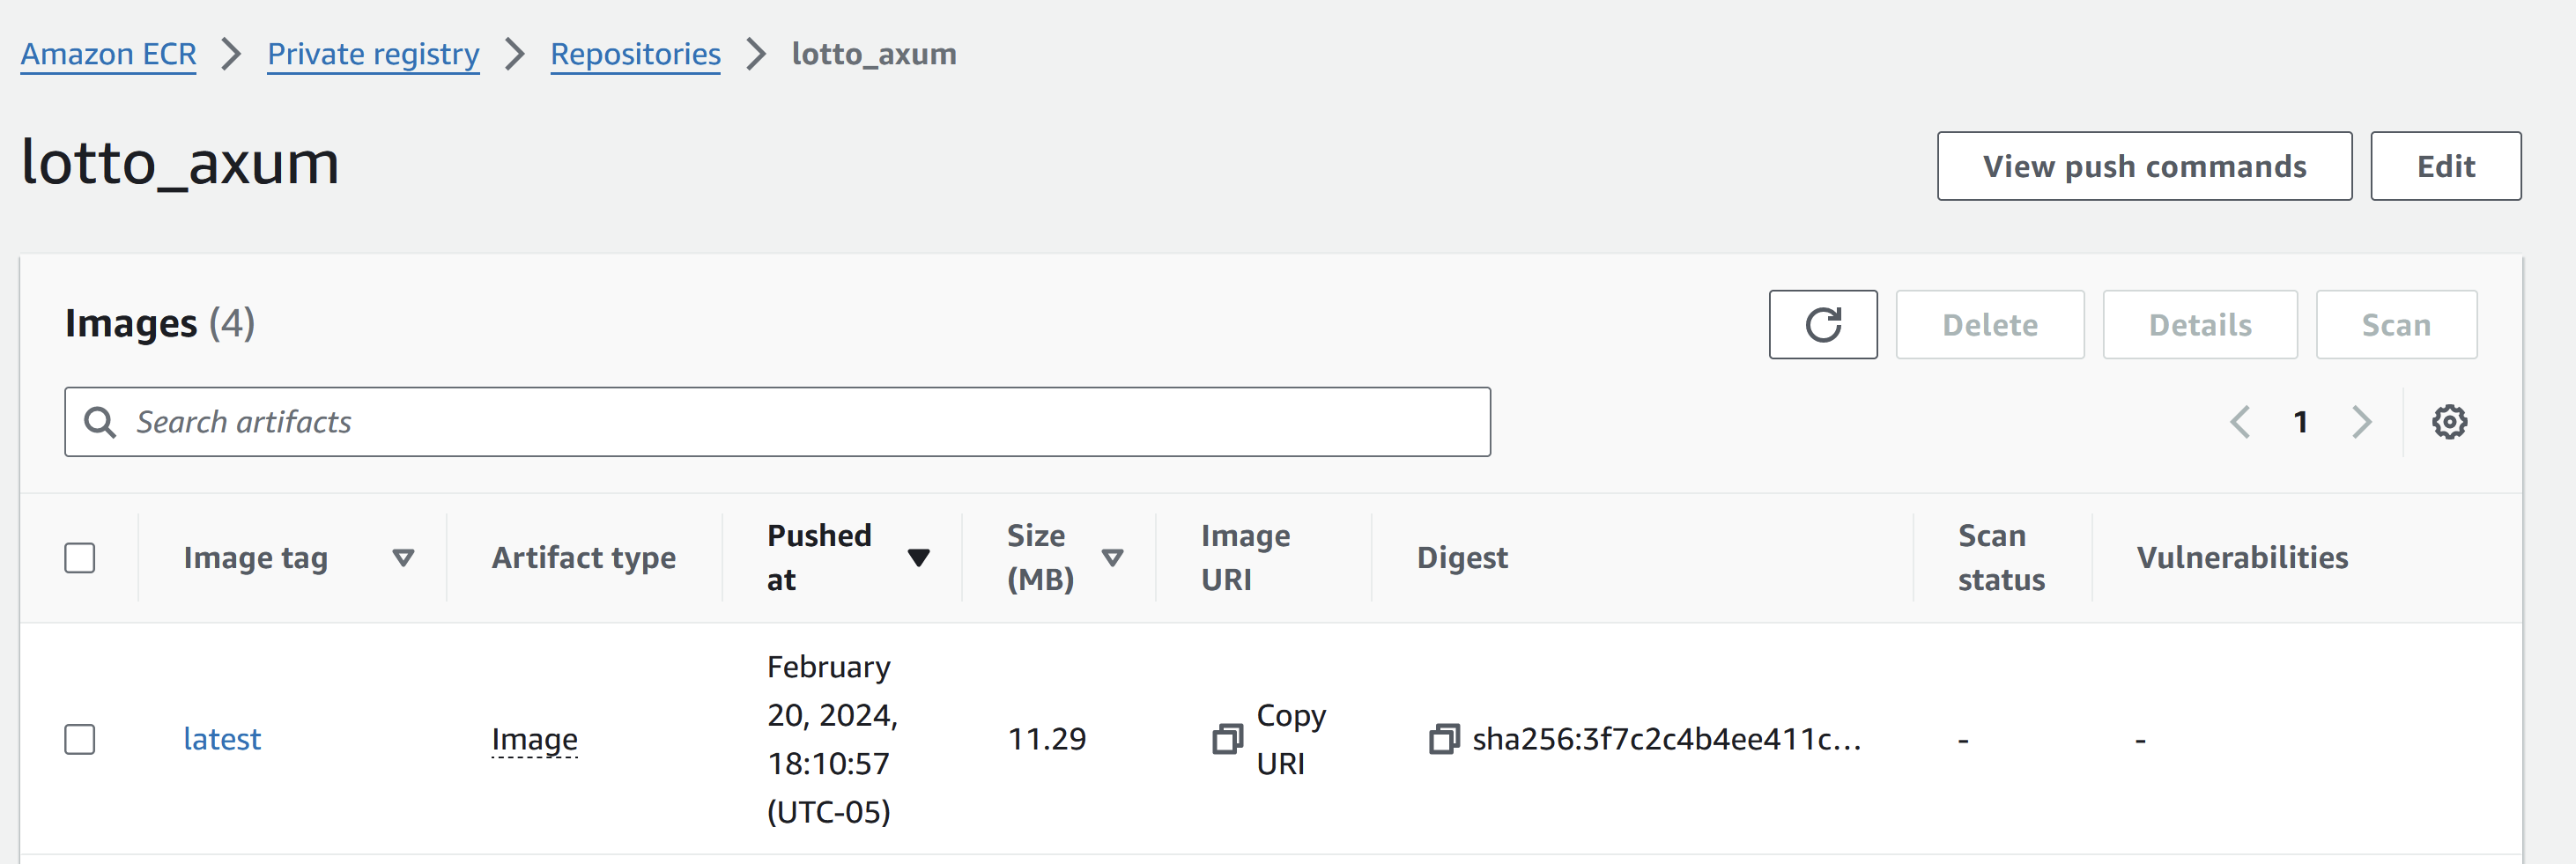 Amazon ECR > Private registry > Repositories > lotto_axum
lotto_axum
View push commands
Edit
Images (4)
Delete
Details
Scan
Search artifacts
1
Image tag
Artifact type
Pushed
at
Size
(MB)
Image
URI
Digest
Scan
status
Vulnerabilities
latest
Image
February
20, 2024,
18:10:57
(UTC-05)
11.29
Copy
URI
sha256:3f7c2c4b4ee411c...
-
-